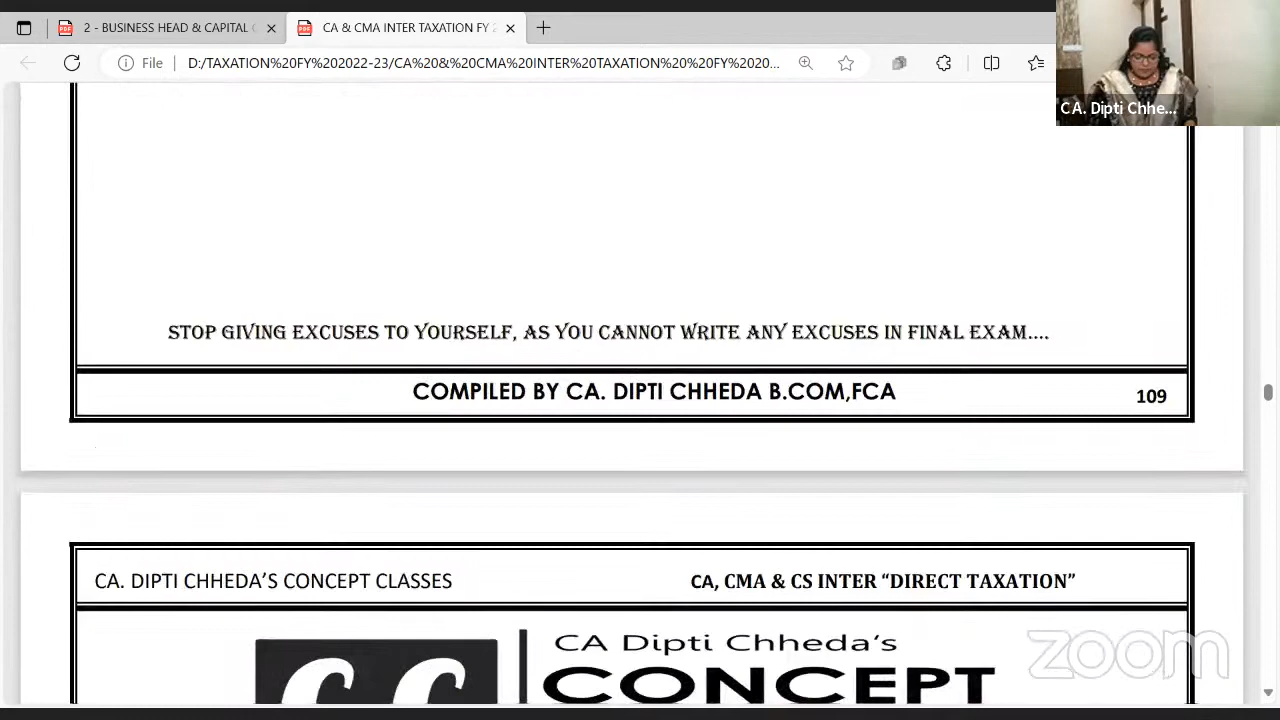 2 - BUSINESS HEAD & CAPITAL
CA & CMA INTER TAXATION FY 2
File
D:/TAXATION%20FY%202022-23/CA%20&%20CMA%20INTER%20TAXATION%20%20FY%2020...
CA. Dipti Chhe...
STOP GIVING EXCUSES TO YOURSELF, AS YOU CANNOT WRITE ANY EXCUSES IN FINAL EXAM....
COMPILED BY CA. DIPTI CHHEDA B.COM,FCA
109
CA. DIPTI CHHEDA’S CONCEPT CLASSES
CA, CMA & CS INTER “DIRECT TAXATION”
CA Dipti Chheda’s
CONCEPT
zoom